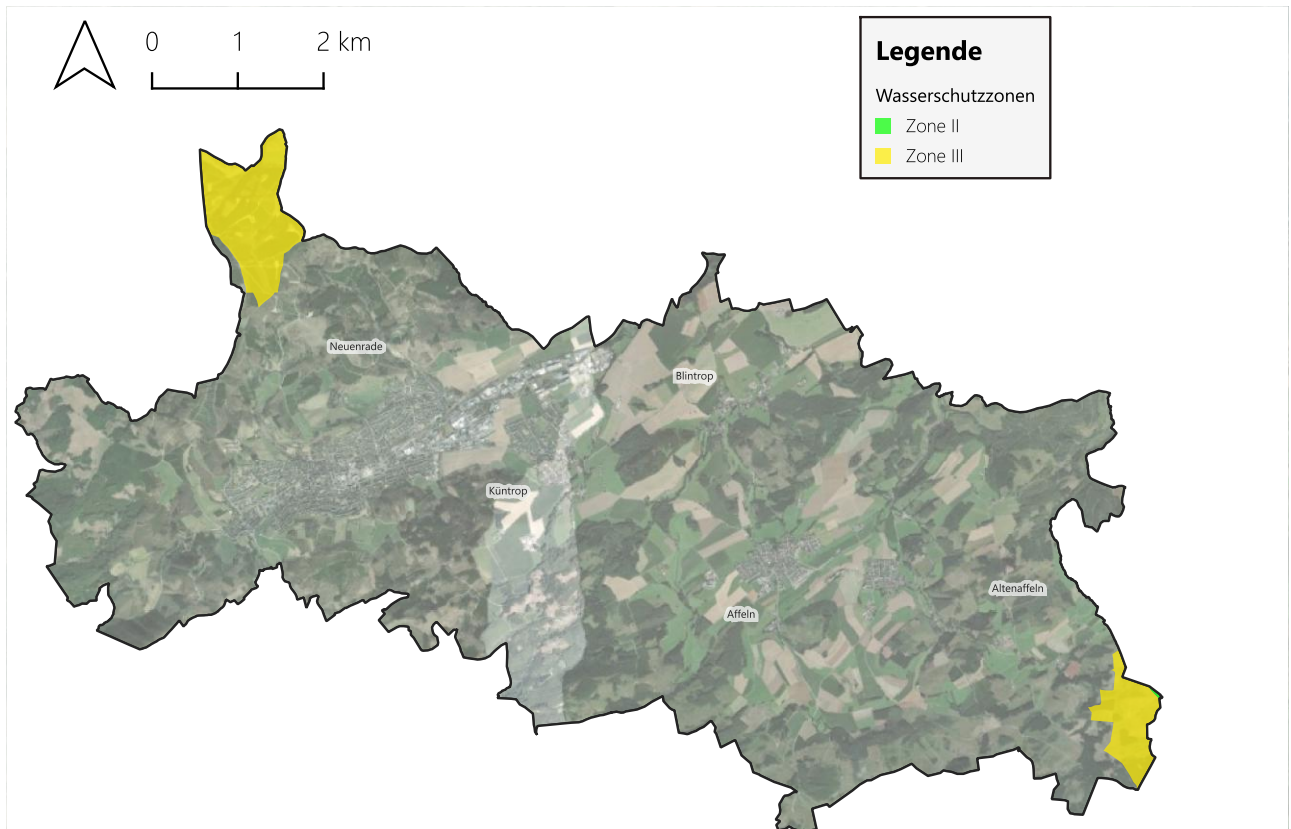 0 1 2 km
Legende
Wasserschutzzonen
Zone II
Zone III
Neuenrade
Blintrop
Küntrop
Altenaffeln
Affeln